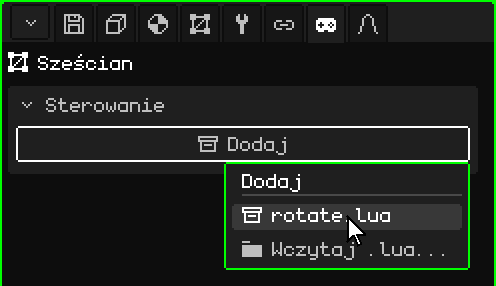 Sześcian
Sterowanie
Dodaj
Dodaj
rotate.lua
Wczytaj .lua...